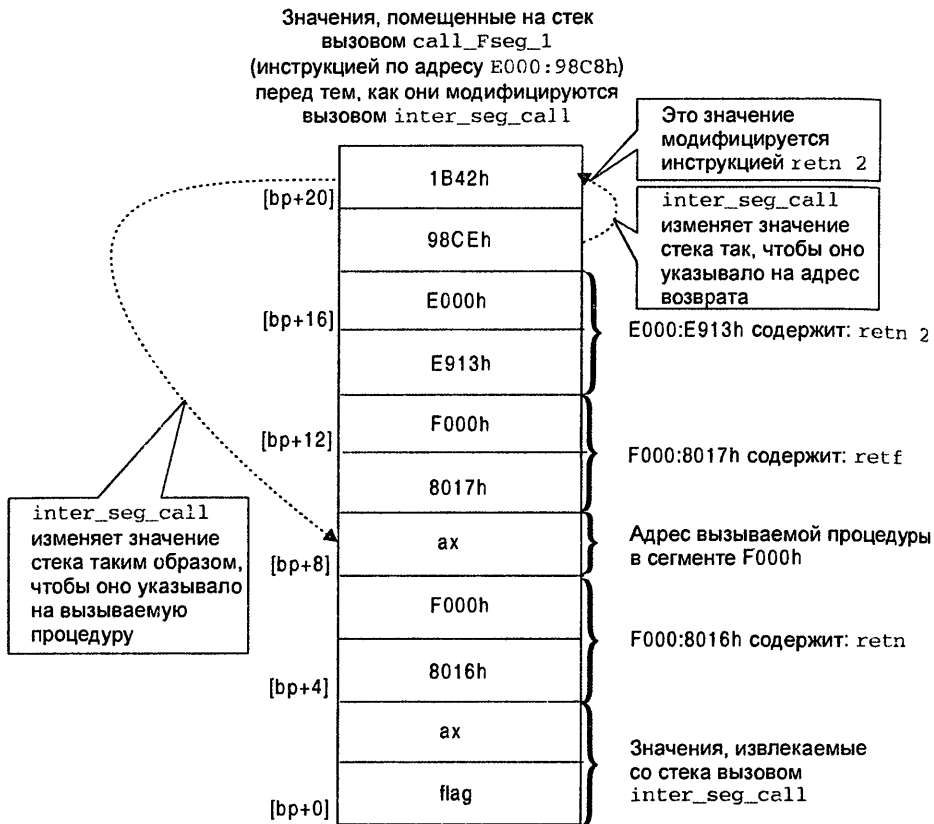 Значения, помещенные на стек
вызовом call_Fseg_1
(инструкцией по адресу E000:98C8h)
перед тем, как они модифицируются
вызовом inter_seg_call
Это значение
модифицируется
инструкцией retn 2
1B42h
[bp+20]
inter_seg_call
изменяет значение
стека так, чтобы оно
указывало на адрес
возврата
98CEh
E000h
[bp+16]
E000:E913h содержит: retn 2
E913h
F000h
[bp+12]
F000:8017h содержит: retf
8017h
inter_seg_call
изменяет значение
стека таким образом,
чтобы оно указывало
на вызываемую
процедуру
ax
[bp+8]
Адрес вызываемой процедуры
в сегменте F000h
F000h
F000:8016h содержит: retn
8016h
[bp+4]
ax
Значения, извлекаемые
со стека вызовом
inter_seg_call
flag
[bp+0]